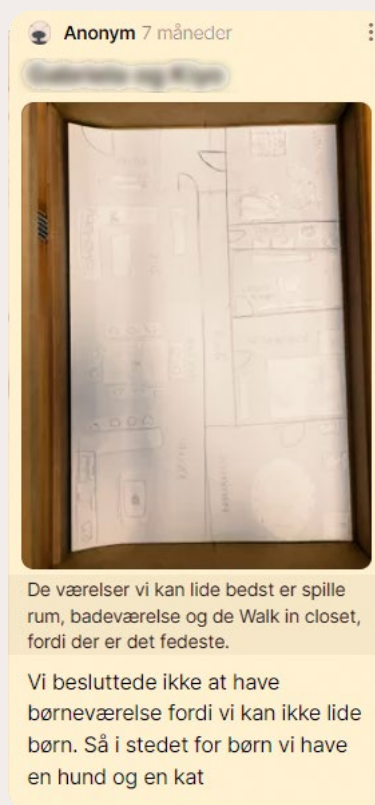 Anonym 7 måneder
De værelser vi kan lide bedst er spille
rum, badeværelse og de Walk in closet,
fordi der er det fedeste.
Vi besluttede ikke at have
børneværelse fordi vi kan ikke lide
børn. Så i stedet for børn vi have
en hund og en kat